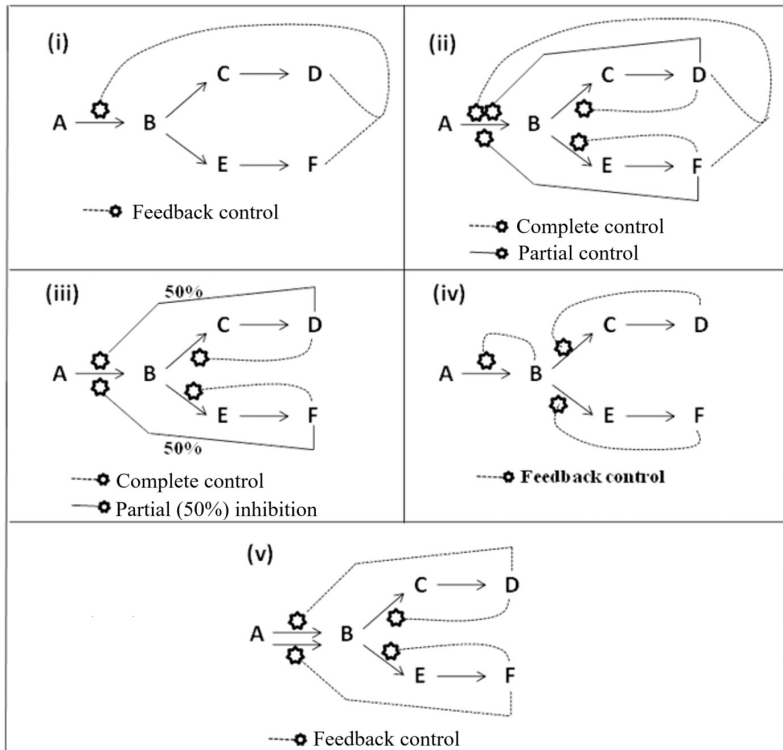 (i)
C D
A B
E F
Feedback control
(ii)
C D
A B
E F
Complete control
Partial control
(iii)
50%
C D
A B
E F
50%
Complete control
Partial (50%) inhibition
(iv)
C D
A B
E F
Feedback control
(v)
C D
A B
E F
Feedback control